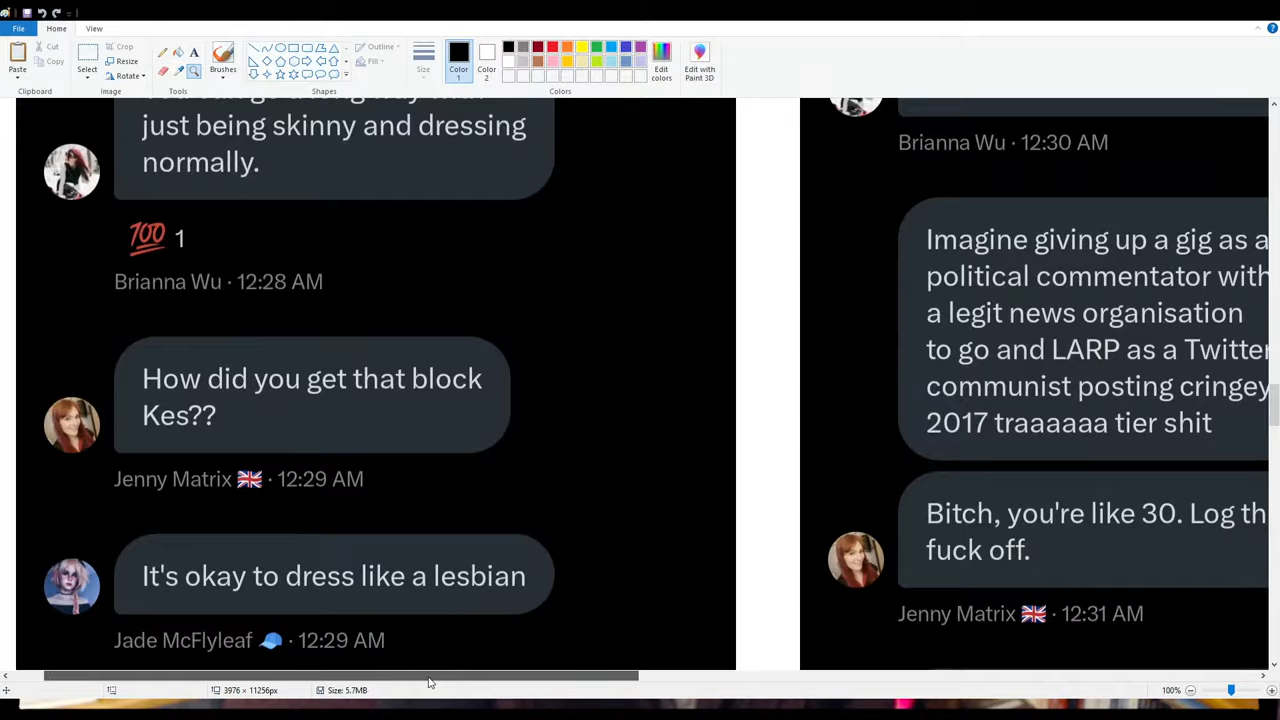 File
Home
View
Paste
Cut
Copy
Clipboard
Select
Crop
Resize
Rotate
Image
A
Tools
Brushes
Shapes
Outline
Fill
Size
Color
1
Color
2
Edit
colors
Edit with
Paint 3D
Colors
just being skinny and dressing
normally.
💯 1
Brianna Wu · 12:28 AM
How did you get that block
Kes??
Jenny Matrix 🇬🇧 · 12:29 AM
It's okay to dress like a lesbian
Jade McFlyleaf 🧢 · 12:29 AM
Brianna Wu · 12:30 AM
Imagine giving up a gig as a
political commentator with
a legit news organisation
to go and LARP as a Twitter
communist posting cringey
2017 traaaaaa tier shit
Bitch, you're like 30. Log th
fuck off.
Jenny Matrix 🇬🇧 · 12:31 AM
3976 × 11256px
Size: 5.7MB
100%